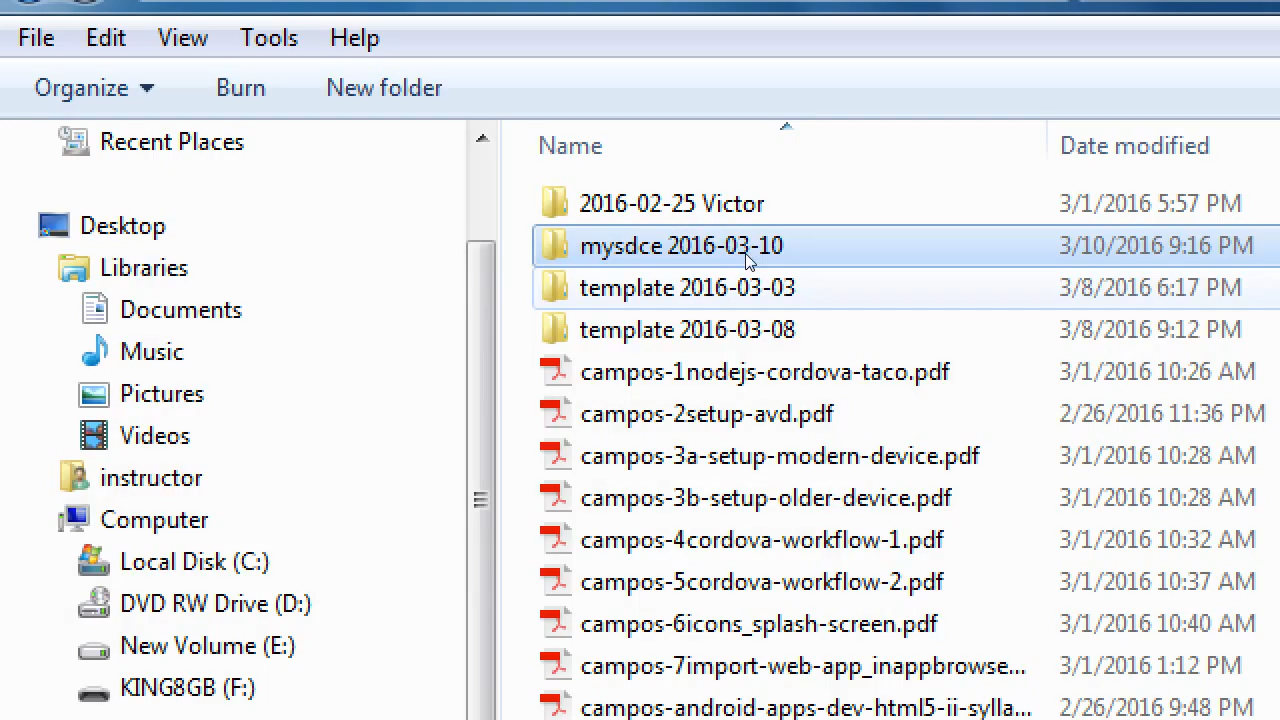 File Edit View Tools Help
Organize Burn New folder
Recent Places
Desktop
Libraries
Documents
Music
Pictures
Videos
instructor
Computer
Local Disk (C:)
DVD RW Drive (D:)
New Volume (E:)
KING8GB (F:)
Name Date modified
2016-02-25 Victor 3/1/2016 5:57 PM
mysdce 2016-03-10 3/10/2016 9:16 PM
template 2016-03-03 3/8/2016 6:17 PM
template 2016-03-08 3/8/2016 9:12 PM
campos-1nodejs-cordova-taco.pdf 3/1/2016 10:26 AM
campos-2setup-avd.pdf 2/26/2016 11:36 PM
campos-3a-setup-modern-device.pdf 3/1/2016 10:28 AM
campos-3b-setup-older-device.pdf 3/1/2016 10:28 AM
campos-4cordova-workflow-1.pdf 3/1/2016 10:32 AM
campos-5cordova-workflow-2.pdf 3/1/2016 10:37 AM
campos-6icons_splash-screen.pdf 3/1/2016 10:40 AM
campos-7import-web-app_inappbrowse... 3/1/2016 1:12 PM
campos-android-apps-dev-html5-ii-sylla... 2/26/2016 9:48 PM